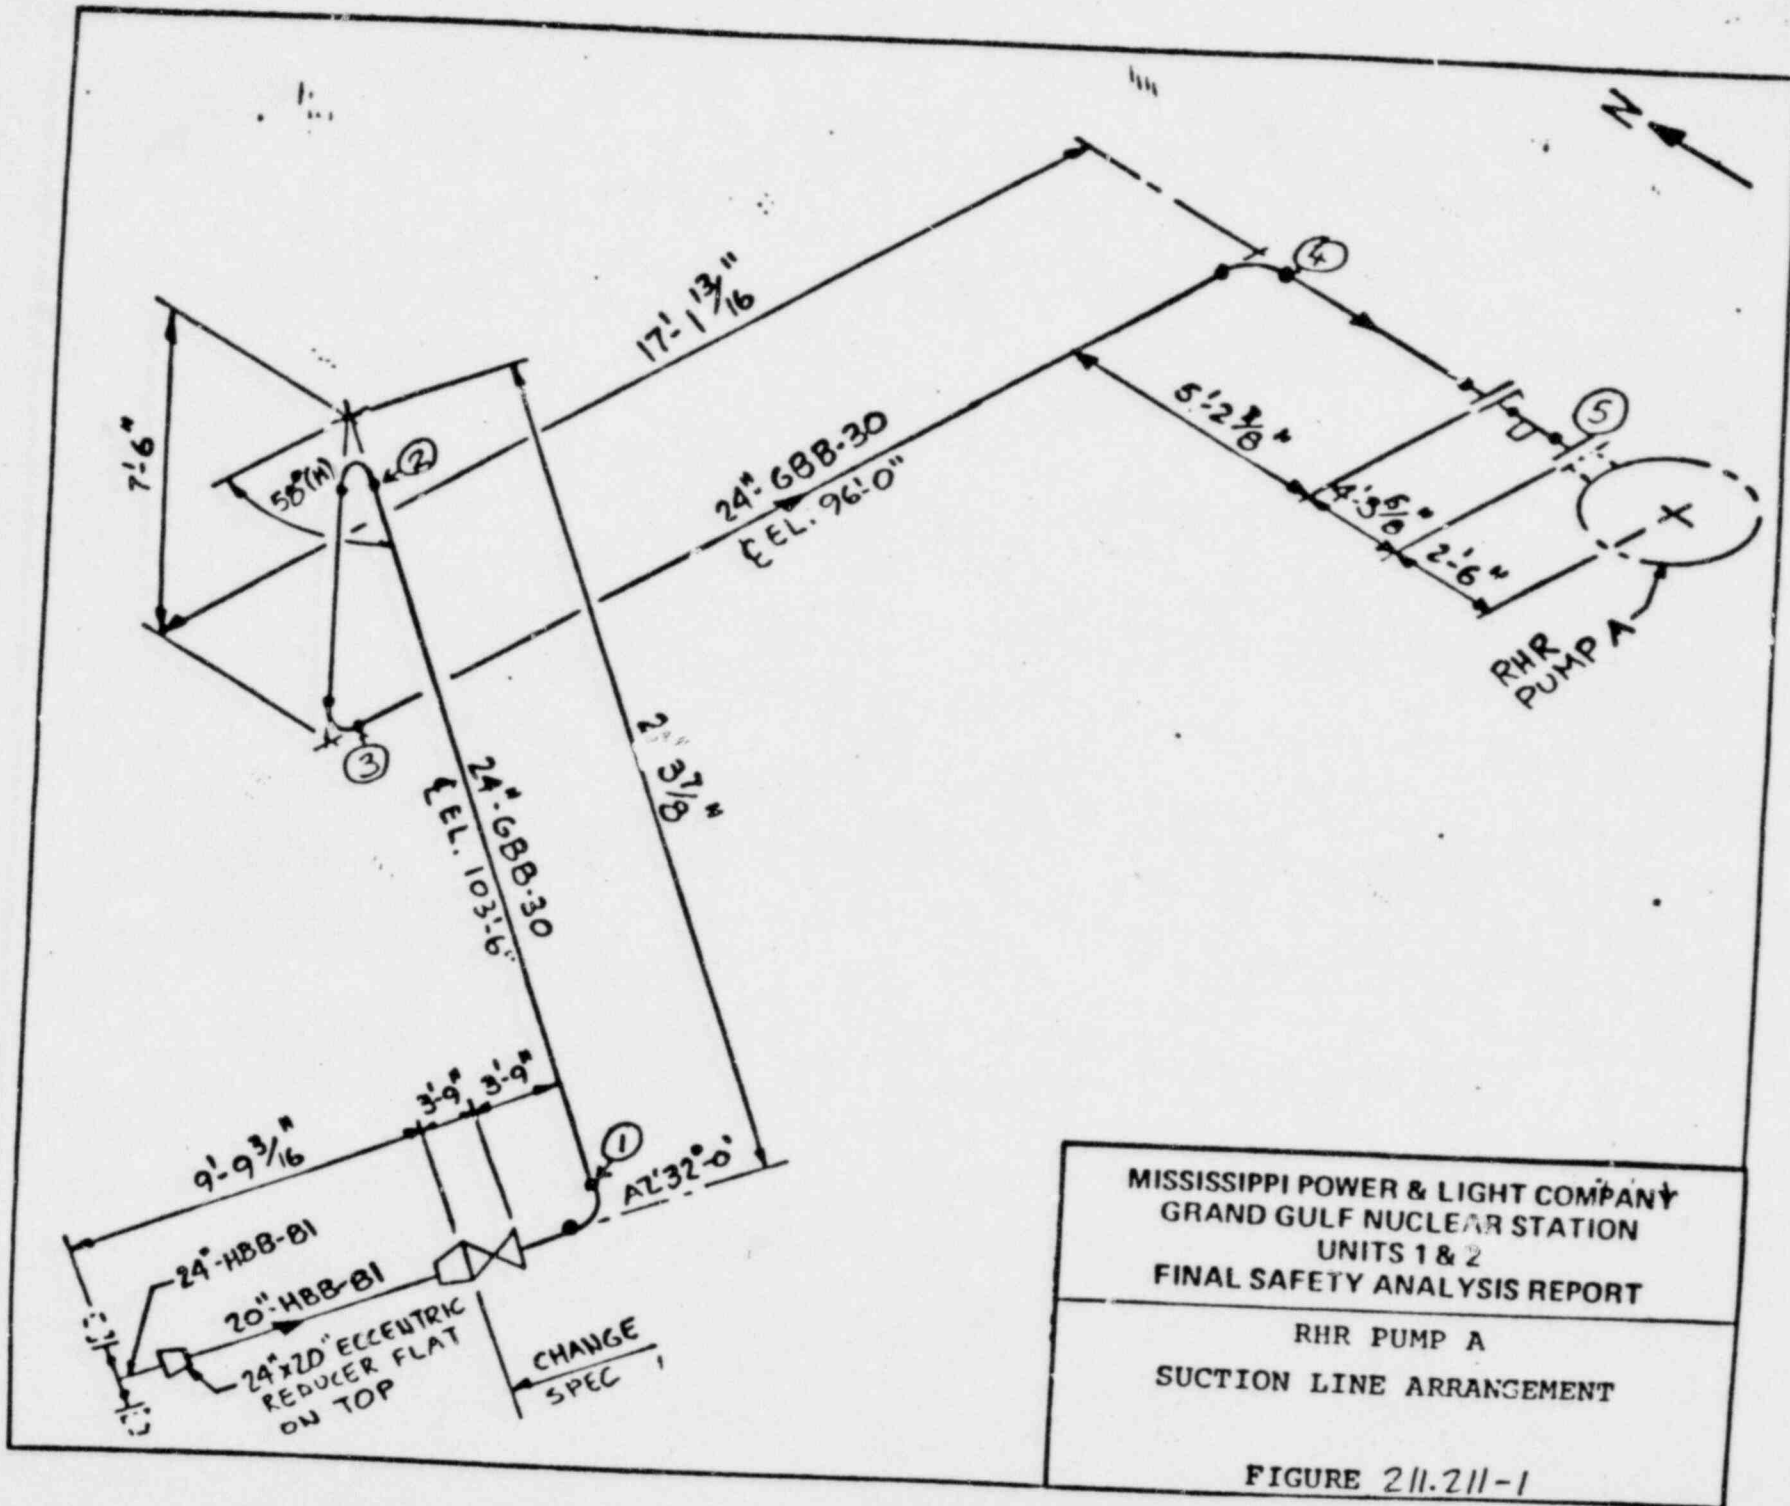 N
④
17'-1 13/16"
7'-6"
58°(H)
②
24"-GBB-30
℄ EL. 96'-0"
5'-2 "
⑤
4'-3 5/8"
2'-6"
RHR
PUMP A
③
3 7/8"
24"-GBB-30
℄ EL. 103'-6"
3'-9"
3'-9"
9'-9 3/16"
①
AZ 32°-0'
24"-HBB-81
20"-HBB-81
24"x20" ECCENTRIC
REDUCER FLAT
ON TOP
CHANGE
SPEC
MISSISSIPPI POWER & LIGHT COMPANY
GRAND GULF NUCLEAR STATION
UNITS 1 & 2
FINAL SAFETY ANALYSIS REPORT
RHR PUMP A
SUCTION LINE ARRANGEMENT
FIGURE 211.211-1